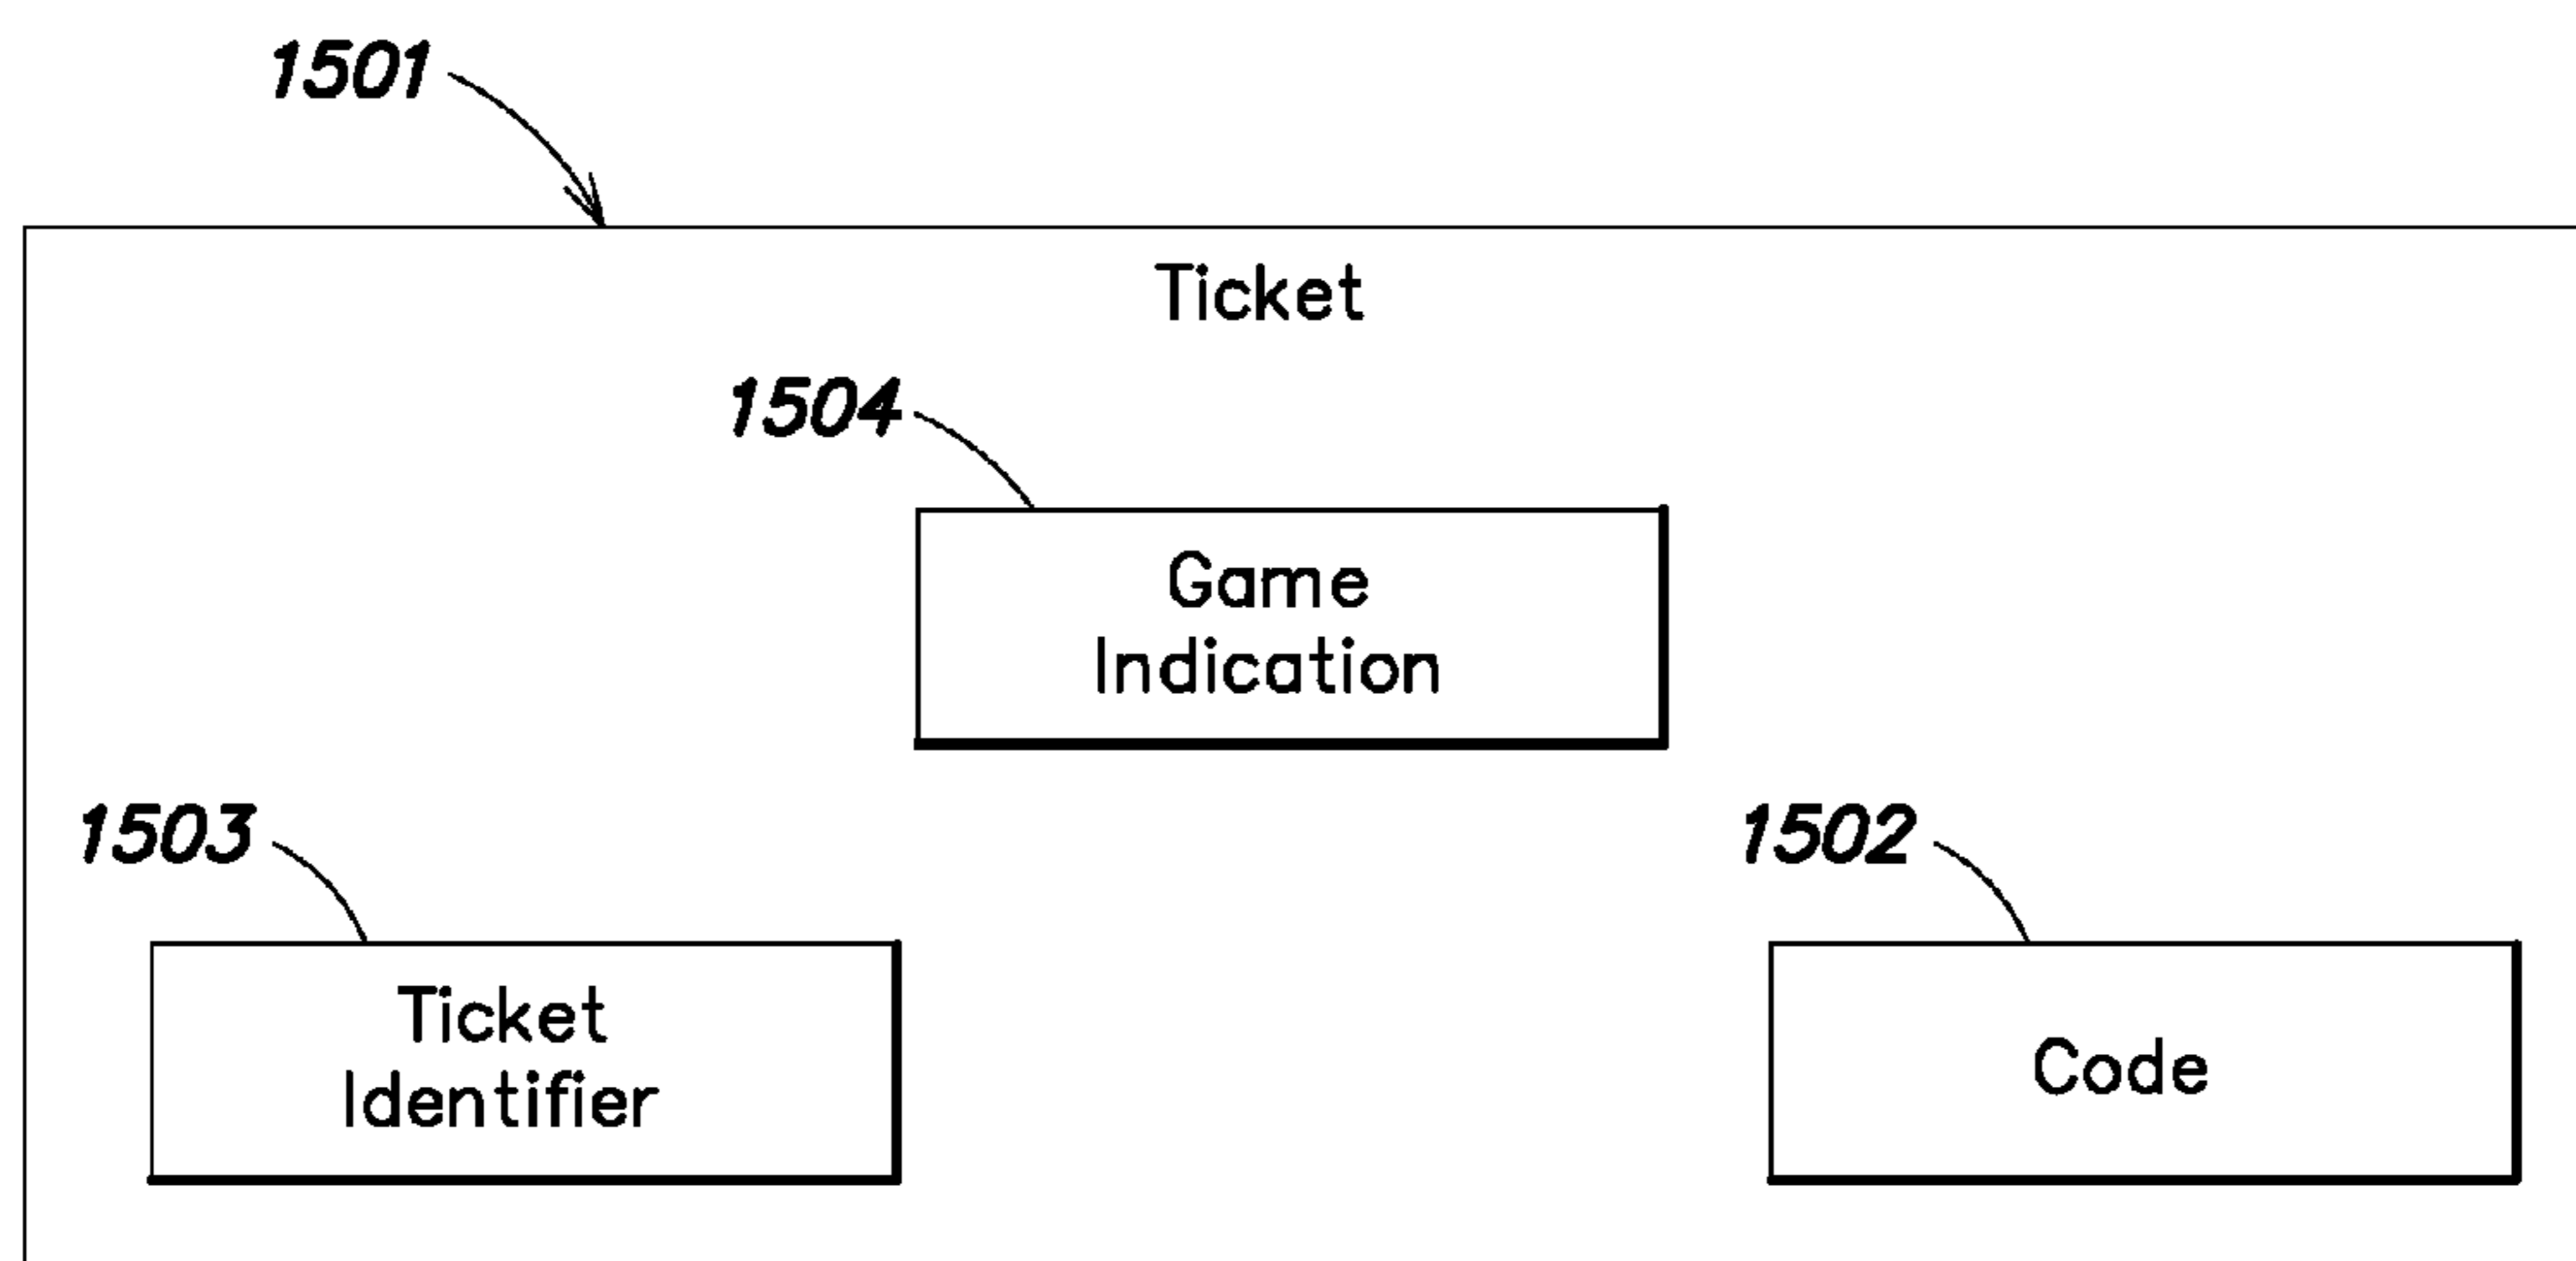 1501
Ticket
1504
Game
Indication
1503
1502
Ticket
Identifier
Code